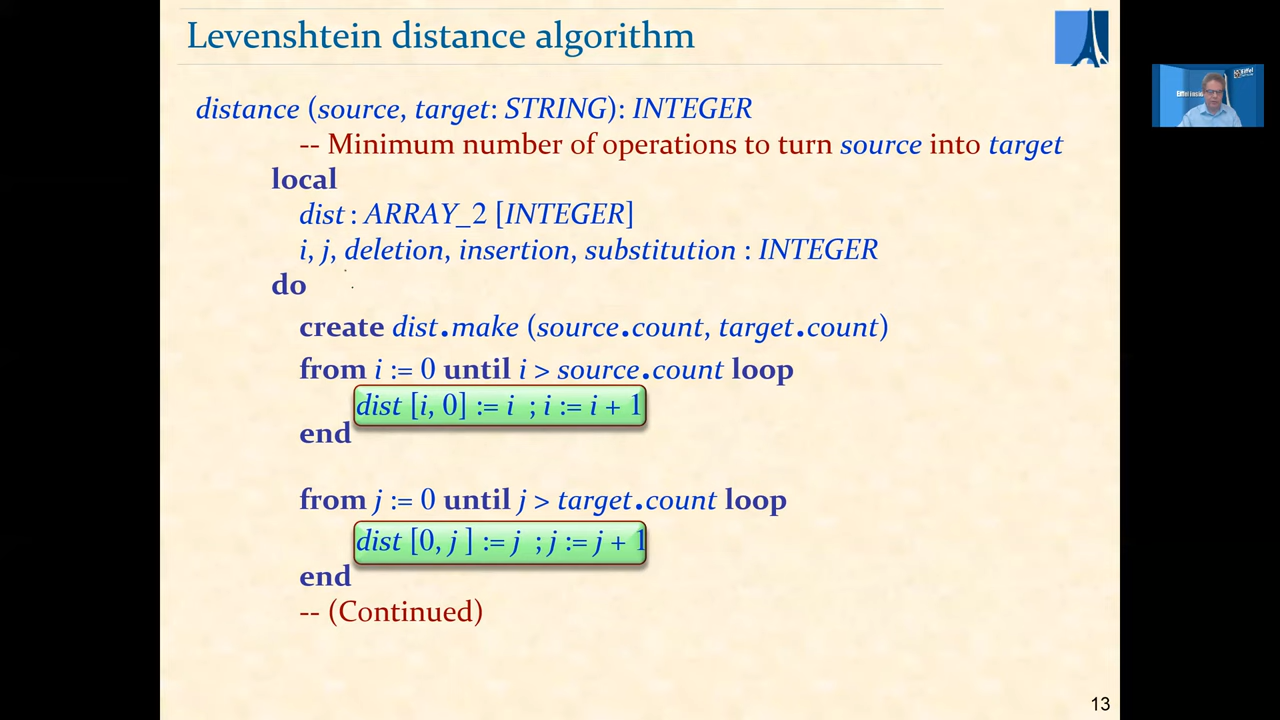 Levenshtein distance algorithm
distance (source, target: STRING): INTEGER
-- Minimum number of operations to turn source into target
local
dist : ARRAY_2 [INTEGER]
i, j, deletion, insertion, substitution : INTEGER
do
create dist.make (source.count, target.count)
from i := 0 until i > source.count loop
dist [i, 0] := i ; i := i + 1
end
from j := 0 until j > target.count loop
dist [0, j ] := j ; j := j + 1
end
-- (Continued)
13